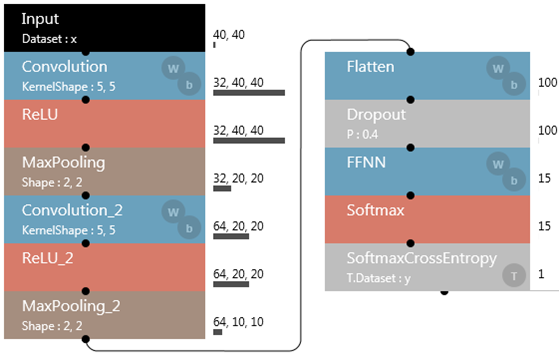 Input
Dataset : x
40, 40
Convolution
KernelShape : 5, 5
W
b
32, 40, 40
ReLU
32, 40, 40
MaxPooling
Shape : 2, 2
32, 20, 20
Convolution_2
KernelShape : 5, 5
W
b
64, 20, 20
ReLU_2
64, 20, 20
MaxPooling_2
Shape : 2, 2
64, 10, 10
Flatten
W
b
100
Dropout
P : 0.4
100
FFNN
W
b
15
Softmax
15
SoftmaxCrossEntropy
T.Dataset : y
T
1